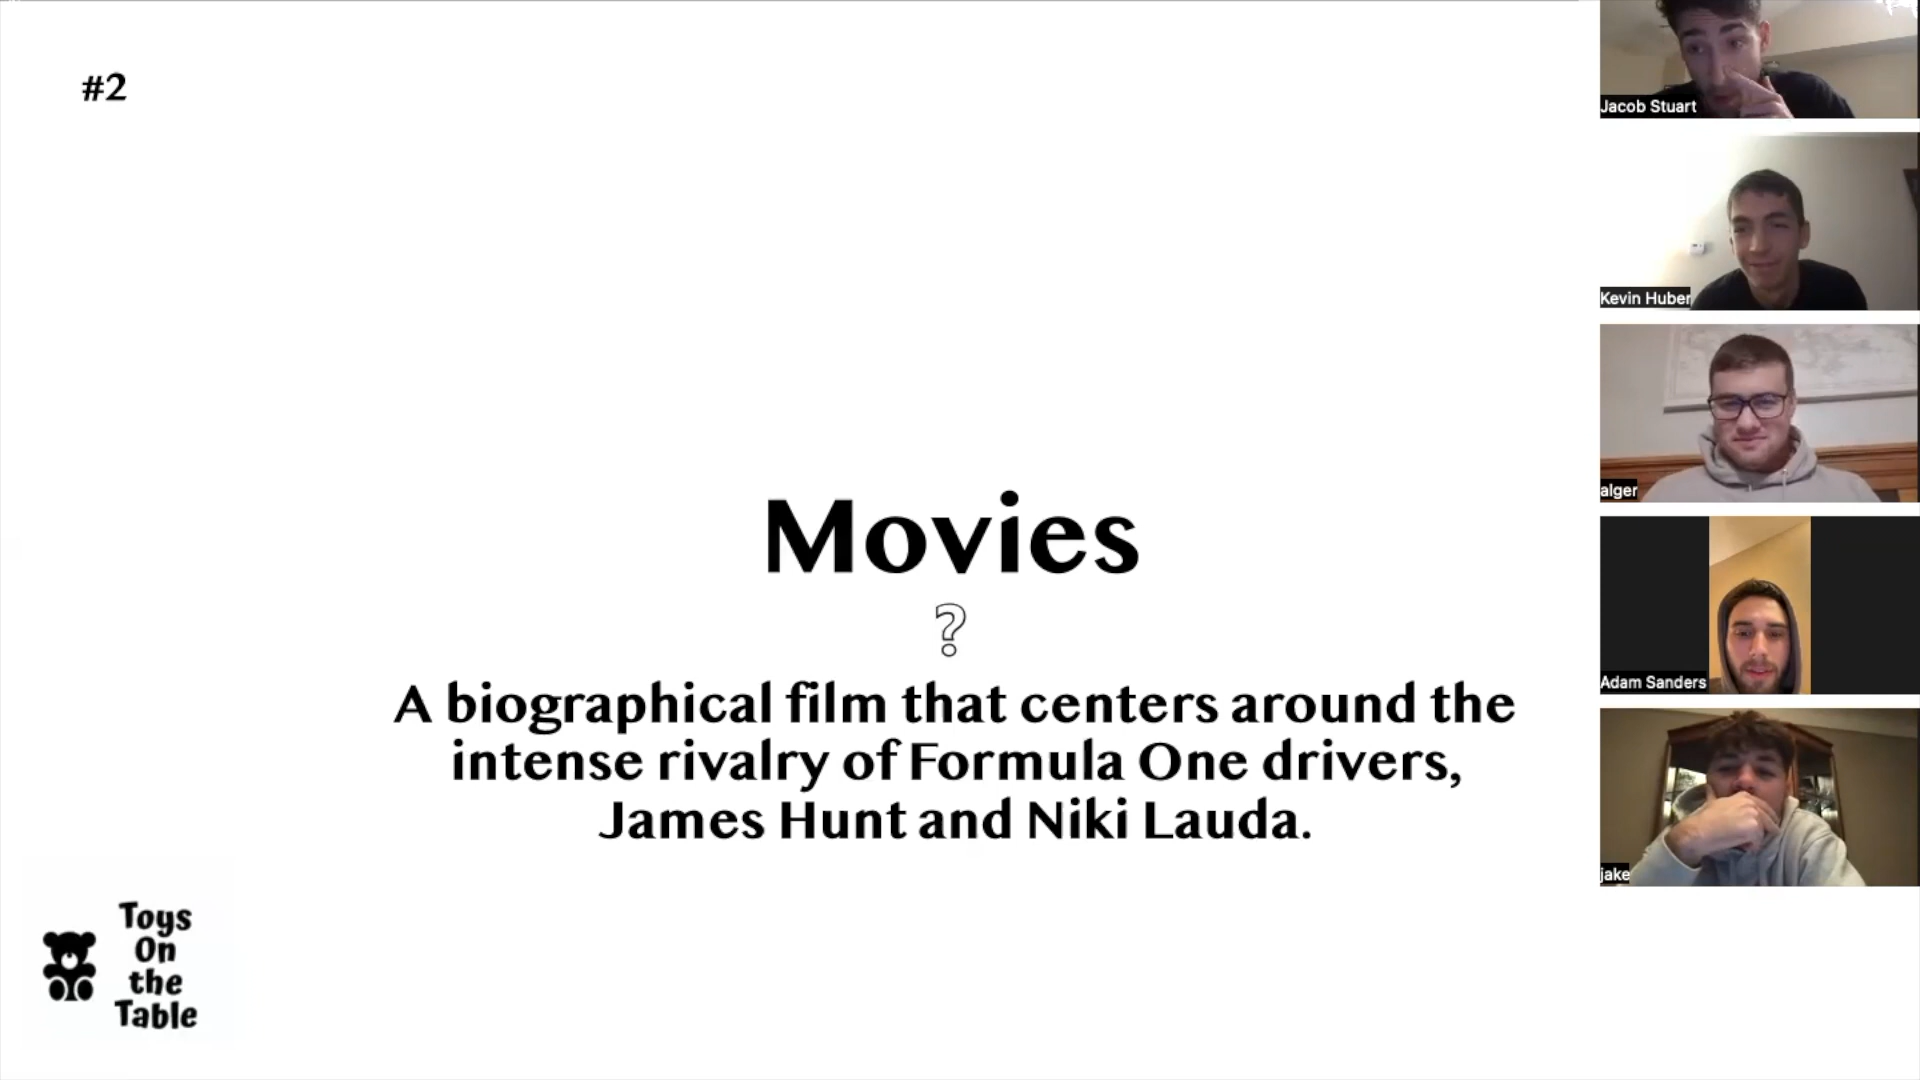 #2
Movies
?
A biographical film that centers around the
intense rivalry of Formula One drivers,
James Hunt and Niki Lauda.
Toys
On
the
Table
Jacob Stuart
Kevin Huber
alger
Adam Sanders
jake